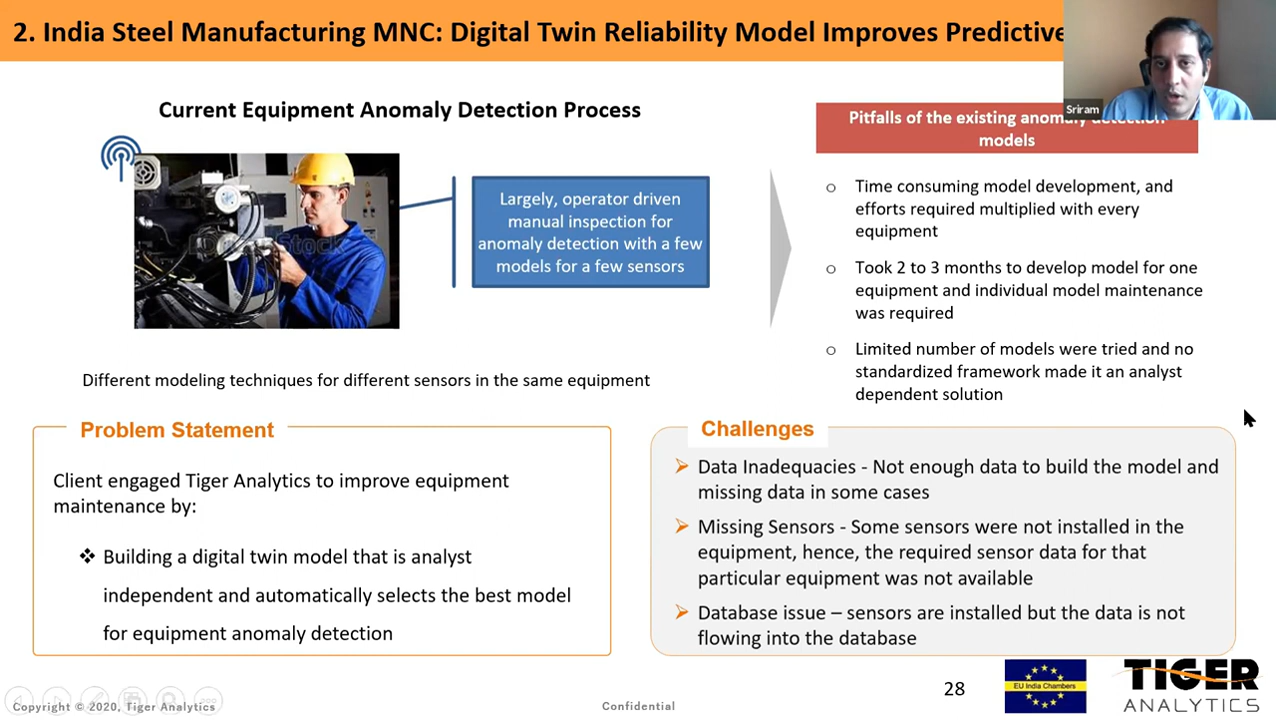 2. India Steel Manufacturing MNC: Digital Twin Reliability Model Improves Predictive
Sriram
Current Equipment Anomaly Detection Process
Largely, operator driven
manual inspection for
anomaly detection with a few
models for a few sensors
Different modeling techniques for different sensors in the same equipment
Pitfalls of the existing anomaly detection
models
o Time consuming model development, and
efforts required multiplied with every
equipment
o Took 2 to 3 months to develop model for one
equipment and individual model maintenance
was required
o Limited number of models were tried and no
standardized framework made it an analyst
dependent solution
Problem Statement
Client engaged Tiger Analytics to improve equipment
maintenance by:
❖ Building a digital twin model that is analyst
independent and automatically selects the best model
for equipment anomaly detection
Challenges
➢ Data Inadequacies - Not enough data to build the model and
missing data in some cases
➢ Missing Sensors - Some sensors were not installed in the
equipment, hence, the required sensor data for that
particular equipment was not available
➢ Database issue – sensors are installed but the data is not
flowing into the database
28
EU India Chambers
TIGER
ANALYTICS
Copyright © 2020, Tiger Analytics
Confidential